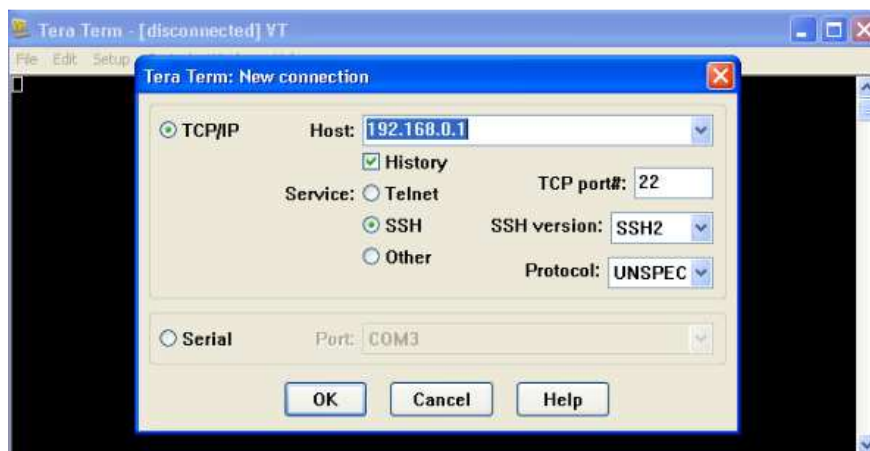 Tera Term - [disconnected] VT
File Edit Setup
Tera Term: New connection
TCP/IP
Host: 192.168.0.1
History
Service: Telnet
TCP port#: 22
SSH
SSH version: SSH2
Other
Protocol: UNSPEC
Serial
Port: COM3
OK Cancel Help